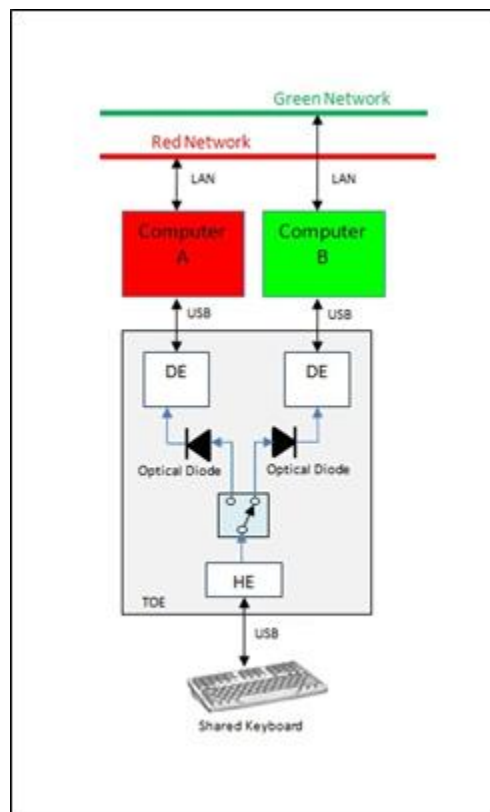 Green Network
Red Network
LAN
LAN
Computer
A
Computer
B
USB
USB
DE
DE
Optical Diode
Optical Diode
HE
TOE
USB
Shared Keyboard